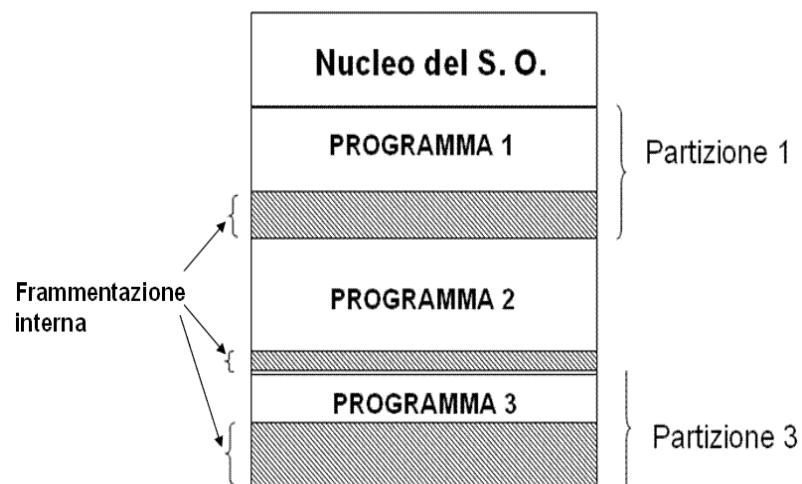 Nucleo del S. O.
PROGRAMMA 1
Partizione 1
Frammentazione
interna
PROGRAMMA 2
PROGRAMMA 3
Partizione 3